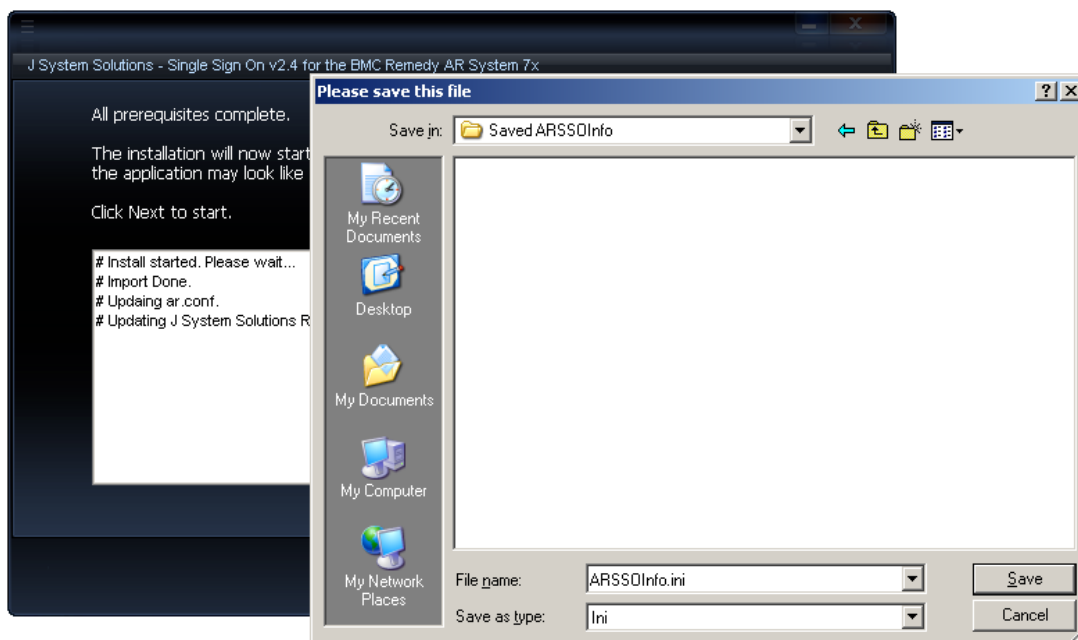 J System Solutions - Single Sign On v2.4 for the BMC Remedy AR System 7x
Please save this file
All prerequisites complete.
The installation will now start
the application may look like
Click Next to start.
# Install started. Please wait...
# Import Done.
# Updaing ar.conf.
# Updating J System Solutions R
Save in:
Saved ARSSOInfo
My Recent
Documents
Desktop
My Documents
My Computer
My Network
Places
File name:
ARSSOInfo.ini
Save
Save as type:
Ini
Cancel